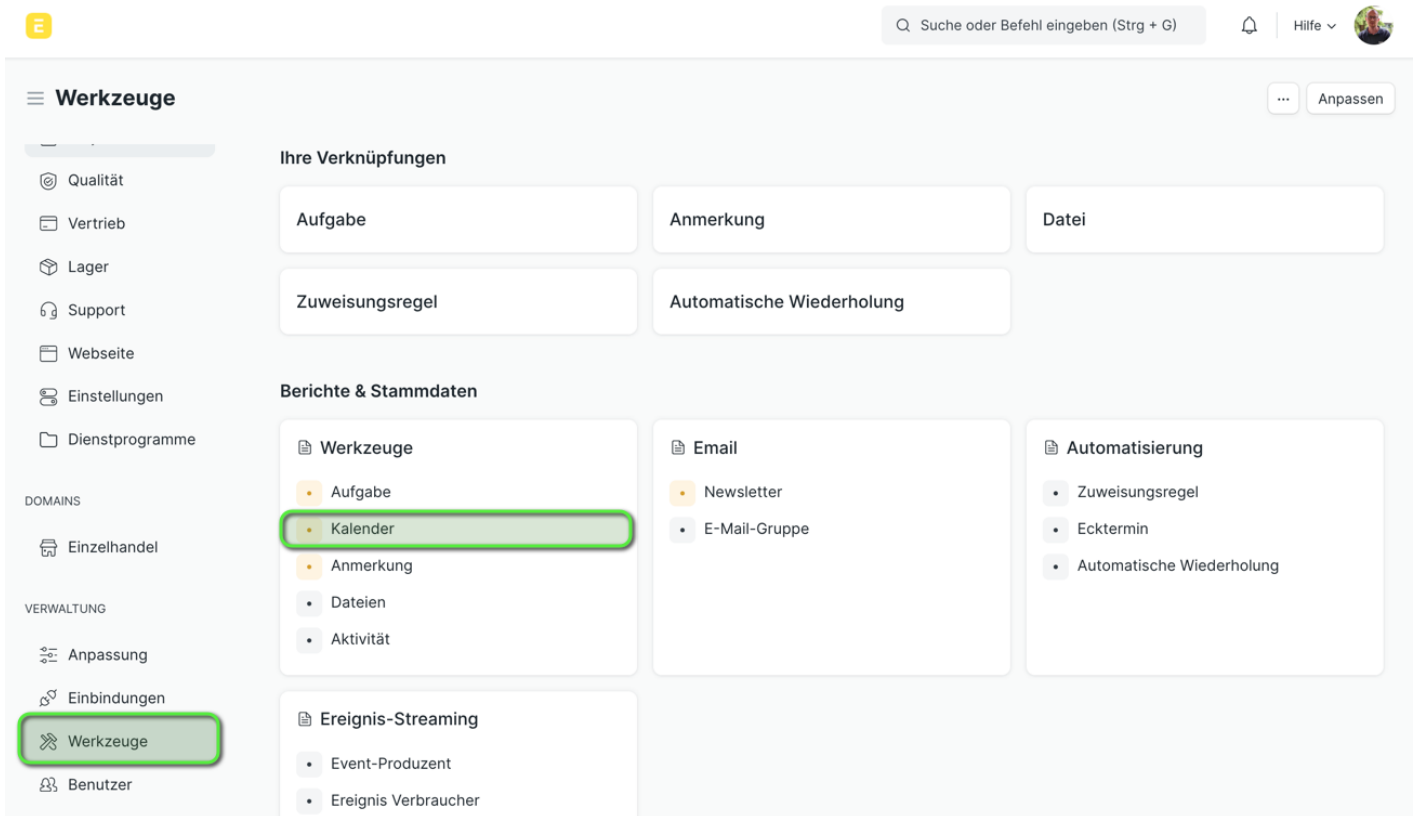 E
Suche oder Befehl eingeben (Strg + G)
Hilfe
Werkzeuge
...
Anpassen
Qualität
Vertrieb
Lager
Support
Webseite
Einstellungen
Dienstprogramme
DOMAINS
Einzelhandel
VERWALTUNG
Anpassung
Einbindungen
Werkzeuge
Benutzer
Ihre Verknüpfungen
Aufgabe
Anmerkung
Datei
Zuweisungsregel
Automatische Wiederholung
Berichte & Stammdaten
Werkzeuge
Aufgabe
Kalender
Anmerkung
Dateien
Aktivität
Email
Newsletter
E-Mail-Gruppe
Automatisierung
Zuweisungsregel
Ecktermin
Automatische Wiederholung
Ereignis-Streaming
Event-Produzent
Ereignis Verbraucher